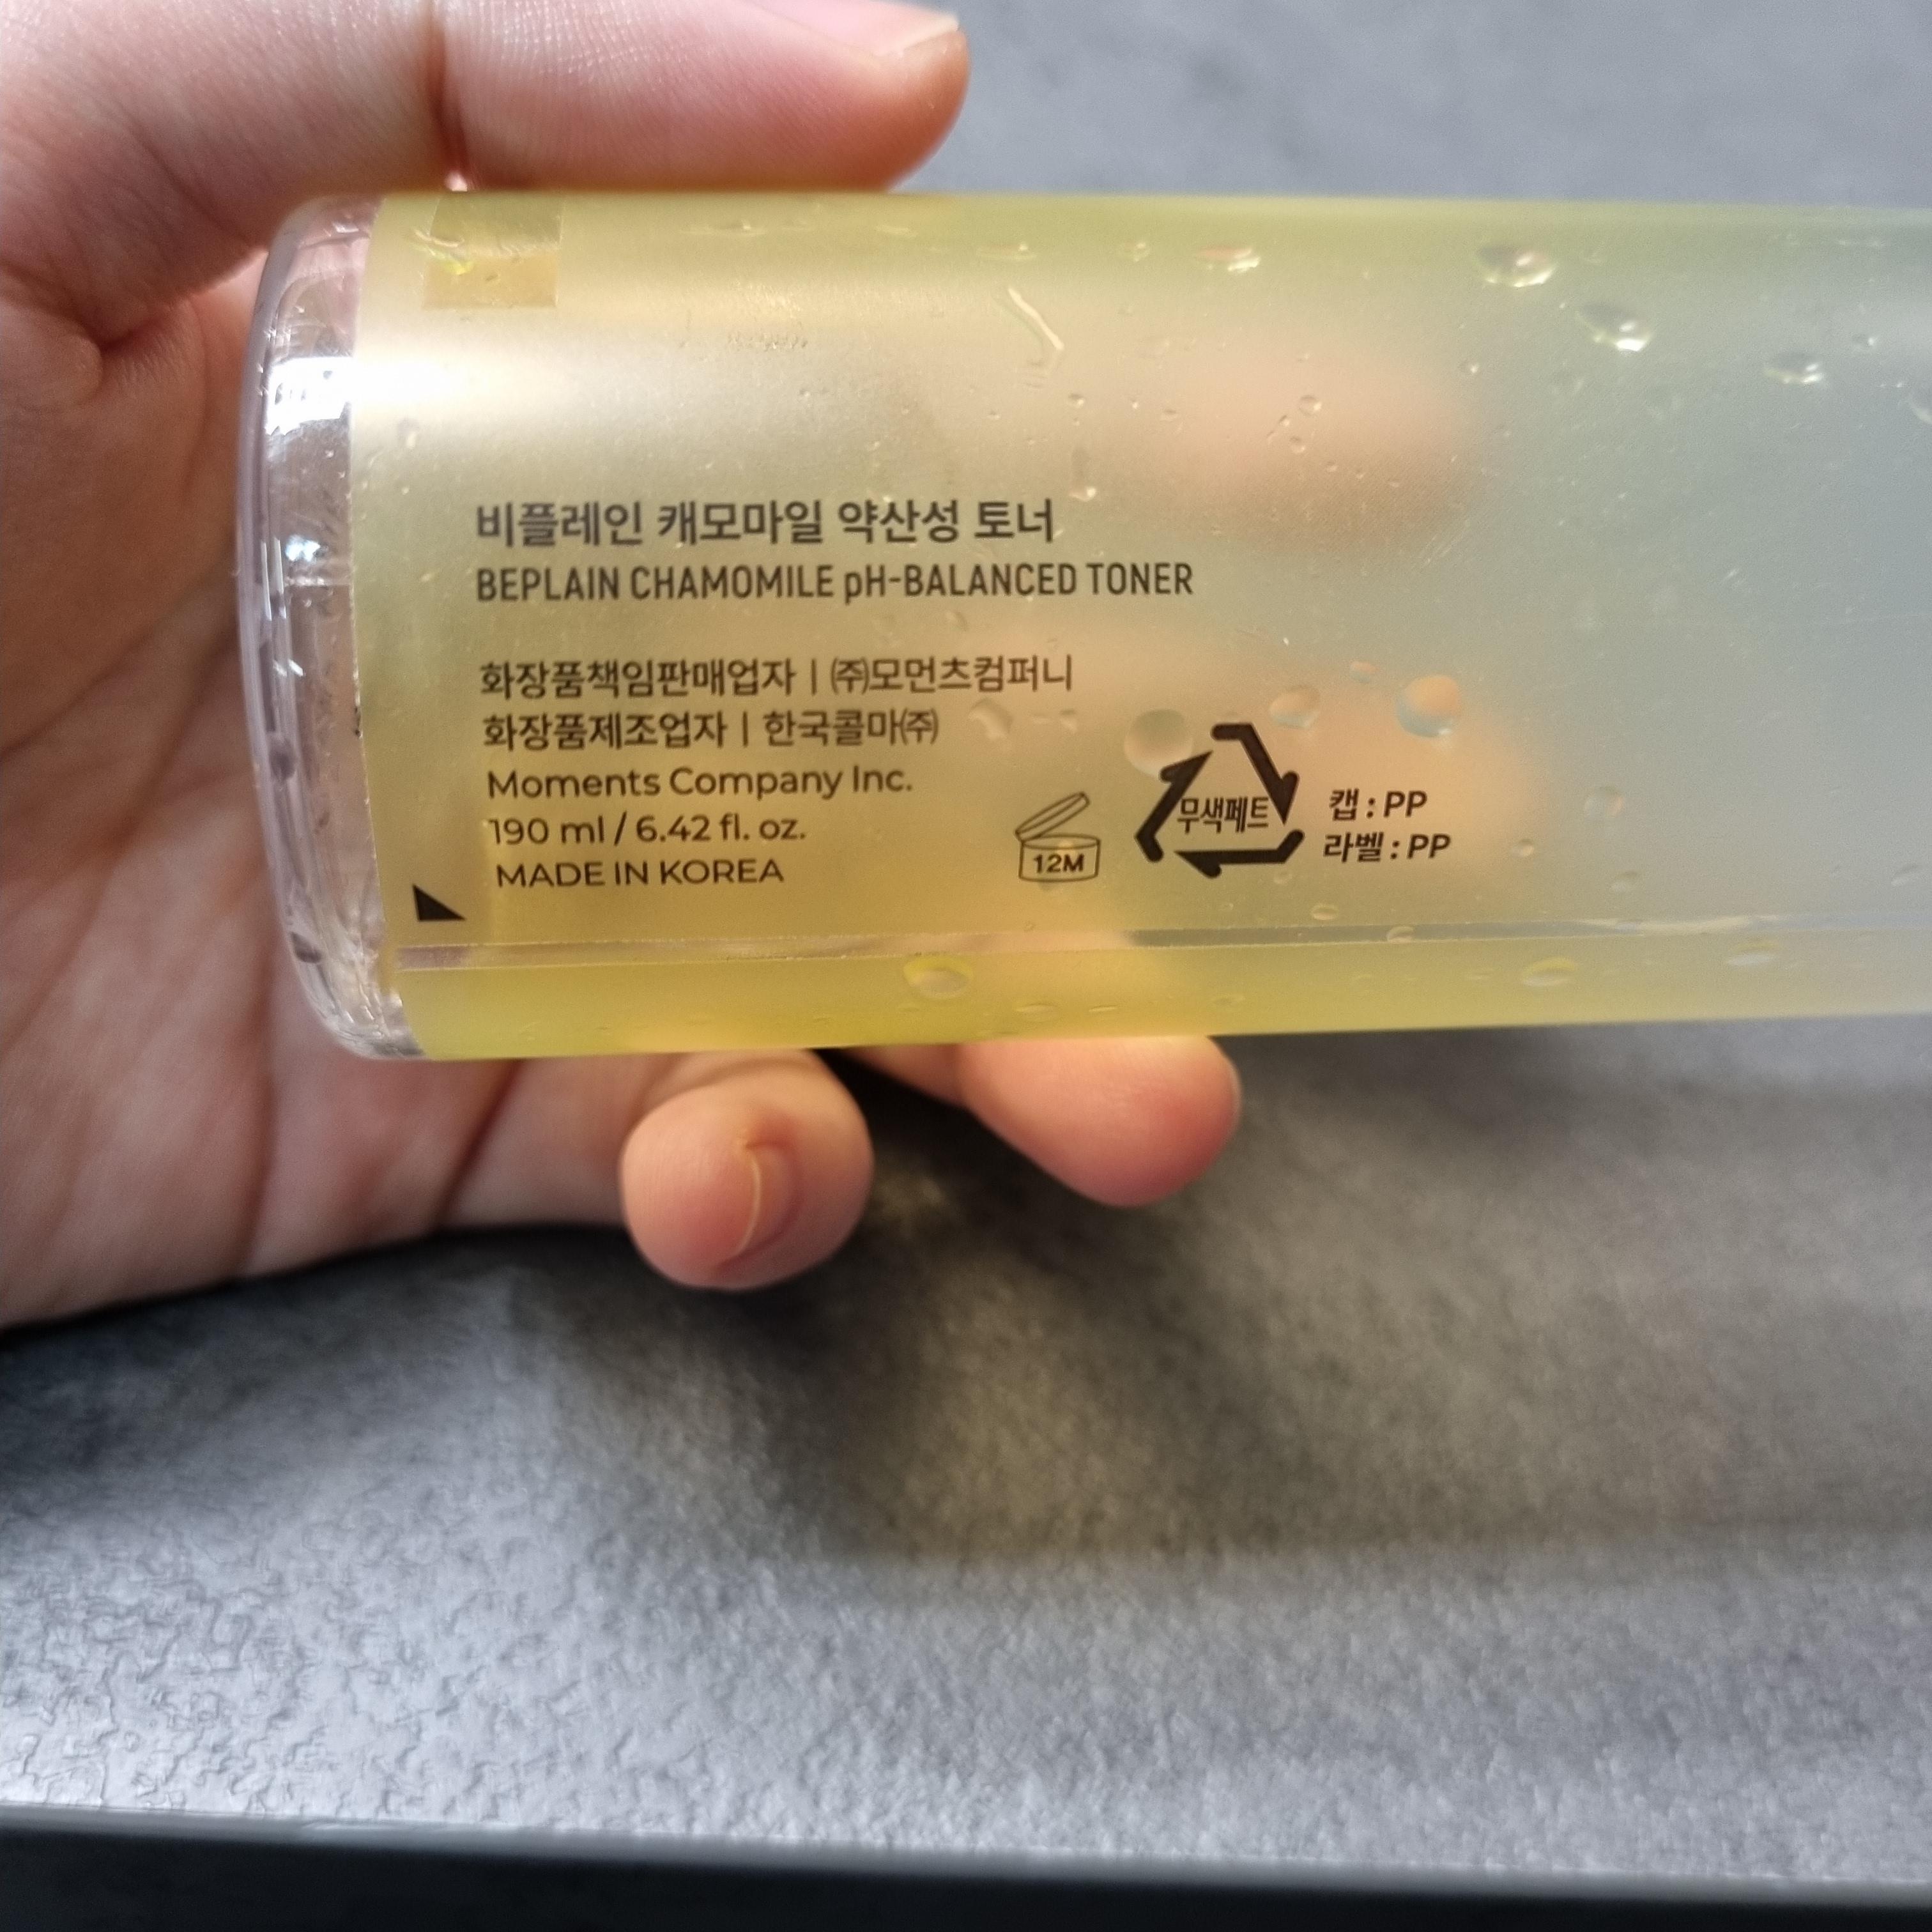 비플레인 캐모마일 약산성 토너
BEPLAIN CHAMOMILE pH-BALANCED TONER
화장품책임판매업자 | ㈜모먼츠컴퍼니
화장품제조업자 | 한국콜마㈜
Moments Company Inc.
190 ml / 6.42 fl. oz.
MADE IN KOREA
12M
무색페트
캡 : PP
라벨 : PP